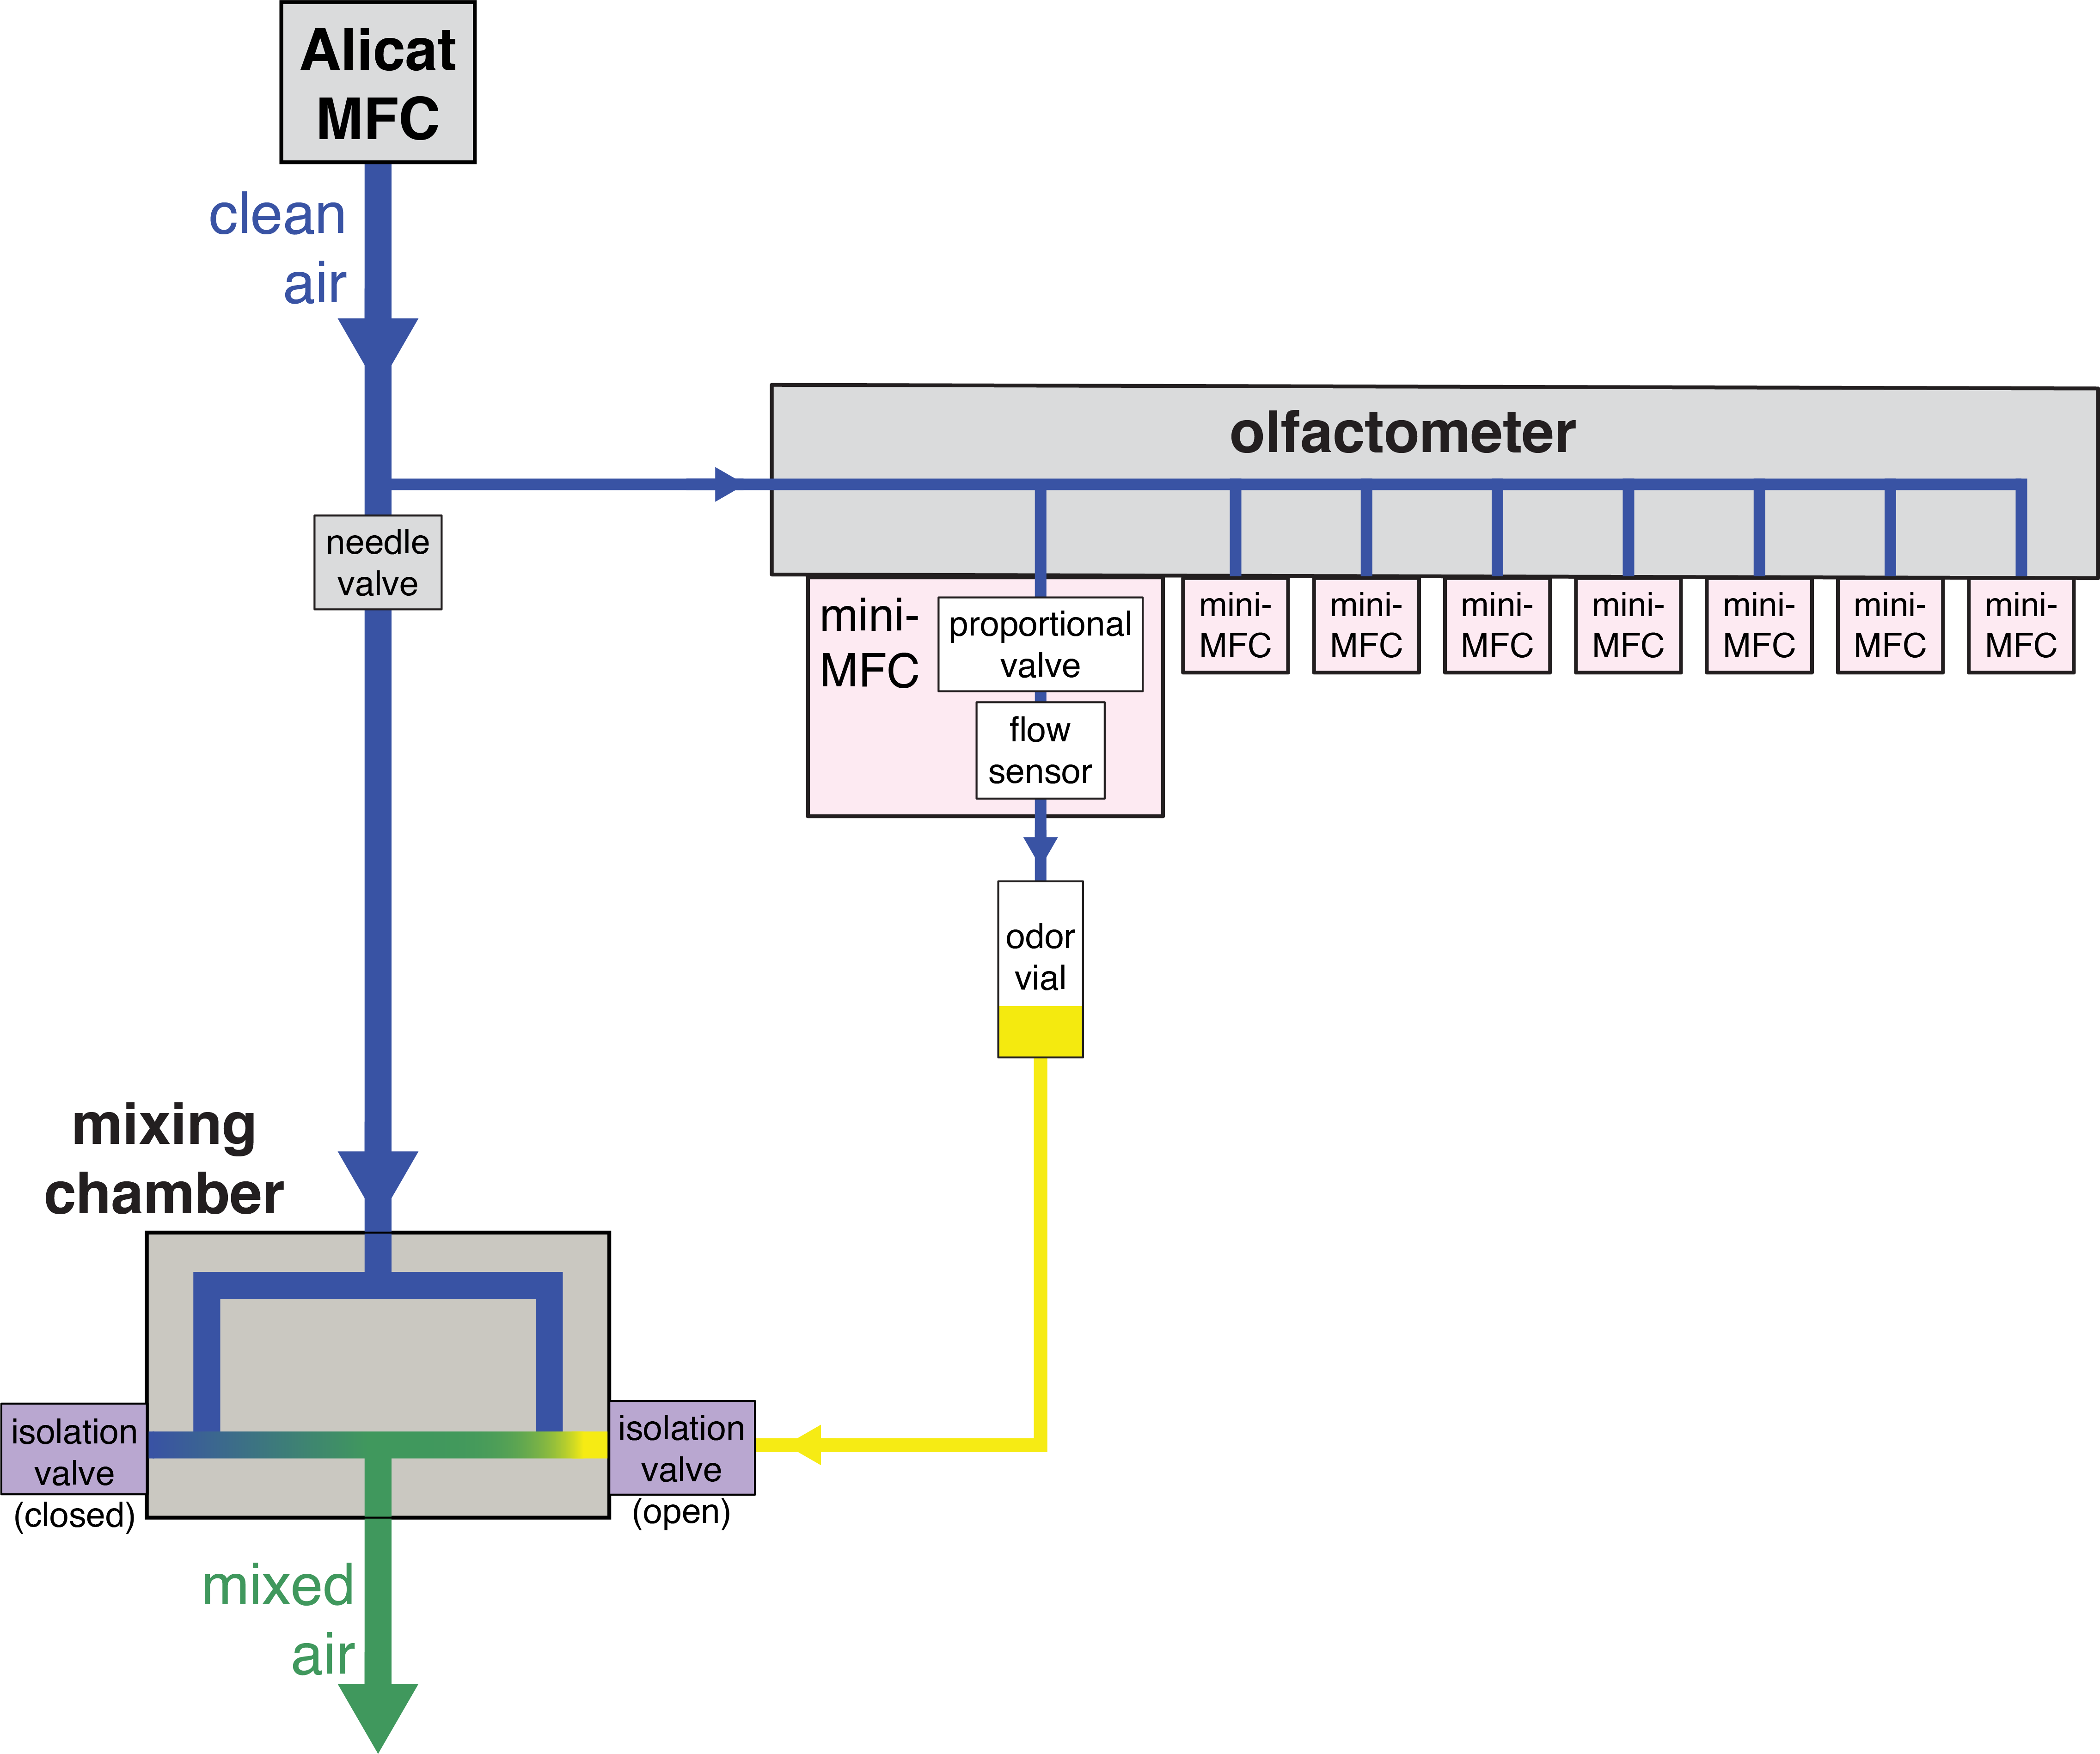 Alicat
MFC
clean
air
olfactometer
needle
valve
mini-
MFC
proportional
valve
flow
sensor
mini-
MFC
mini-
MFC
mini-
MFC
mini-
MFC
mini-
MFC
mini-
MFC
mini-
MFC
odor
vial
mixing
chamber
isolation
valve
(closed)
isolation
valve
(open)
mixed
air